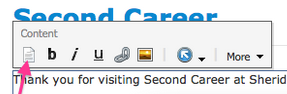 Second Career
Content
b i u More
Thank you for visiting Second Career at Sherid